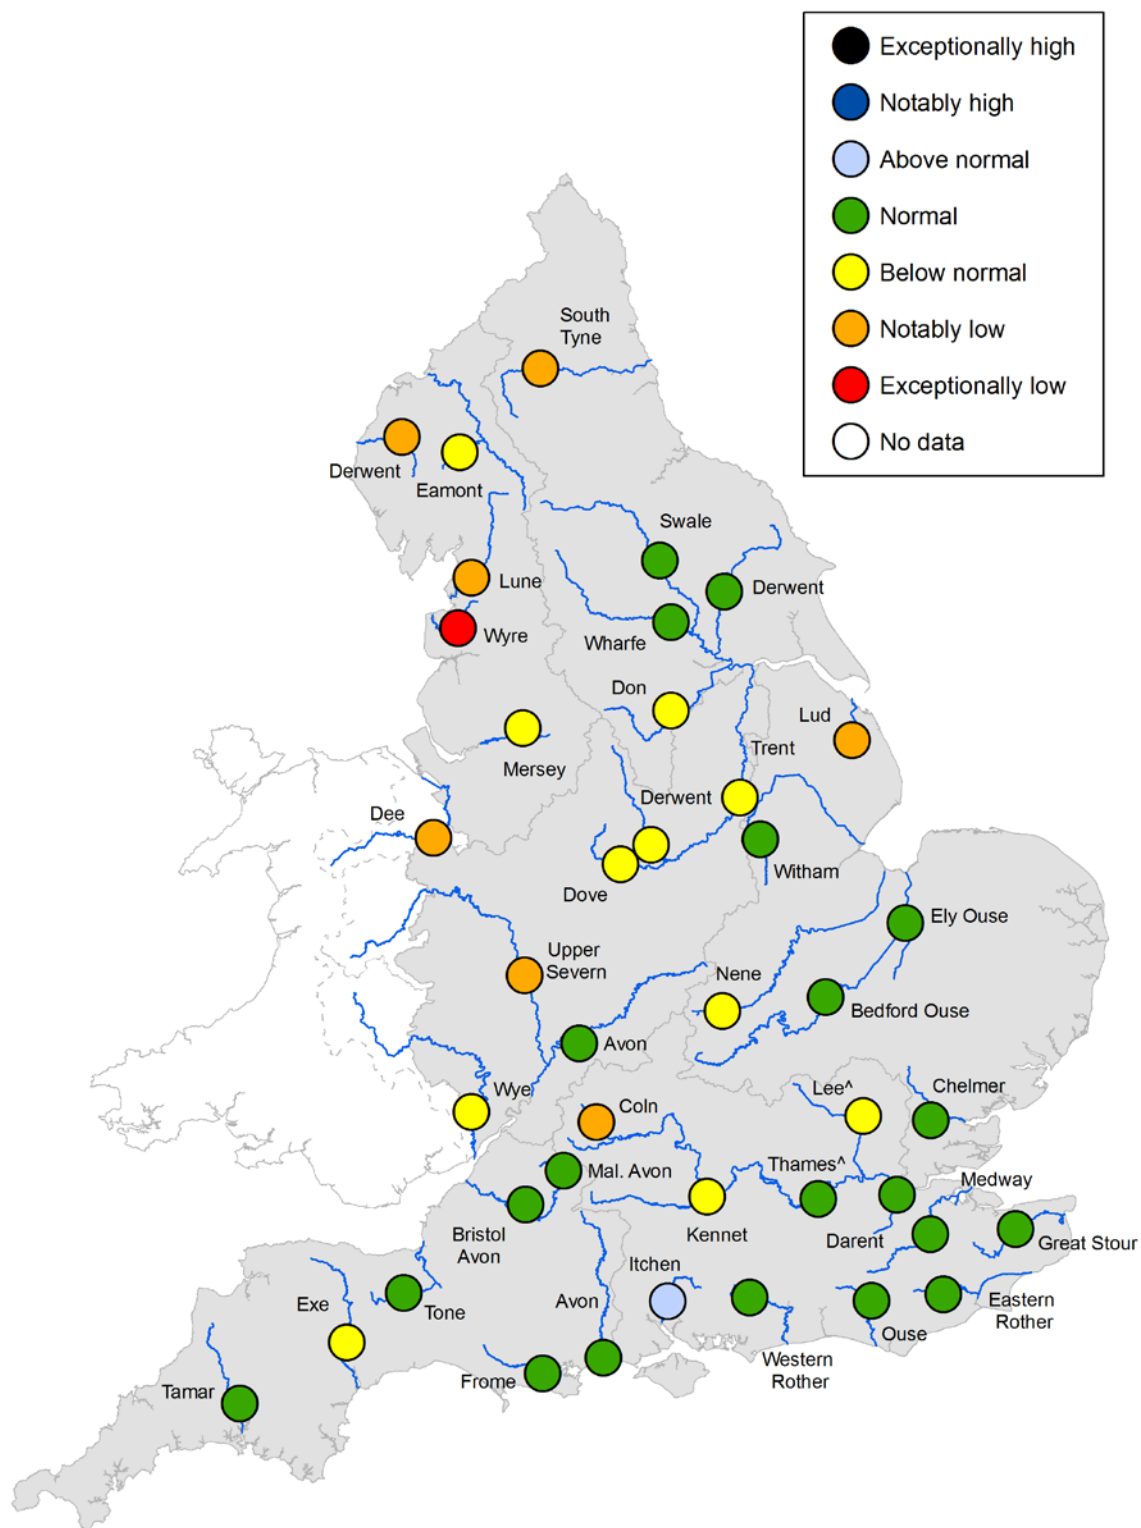 Exceptionally high
Notably high
Above normal
Normal
Below normal
Notably low
Exceptionally low
No data
South
Tyne
Derwent
Eamont
Swale
Lune
Derwent
Wyre
Wharfe
Don
Lud
Trent
Mersey
Derwent
Dee
Witham
Dove
Ely Ouse
Upper
Severn
Nene
Bedford Ouse
Avon
Wye
Lee^
Chelmer
Coln
Mal. Avon
Thames^
Medway
Bristol
Avon
Kennet
Darent
Great Stour
Itchen
Exe
Tone
Avon
Eastern
Rother
Ouse
Western
Rother
Frome
Tamar